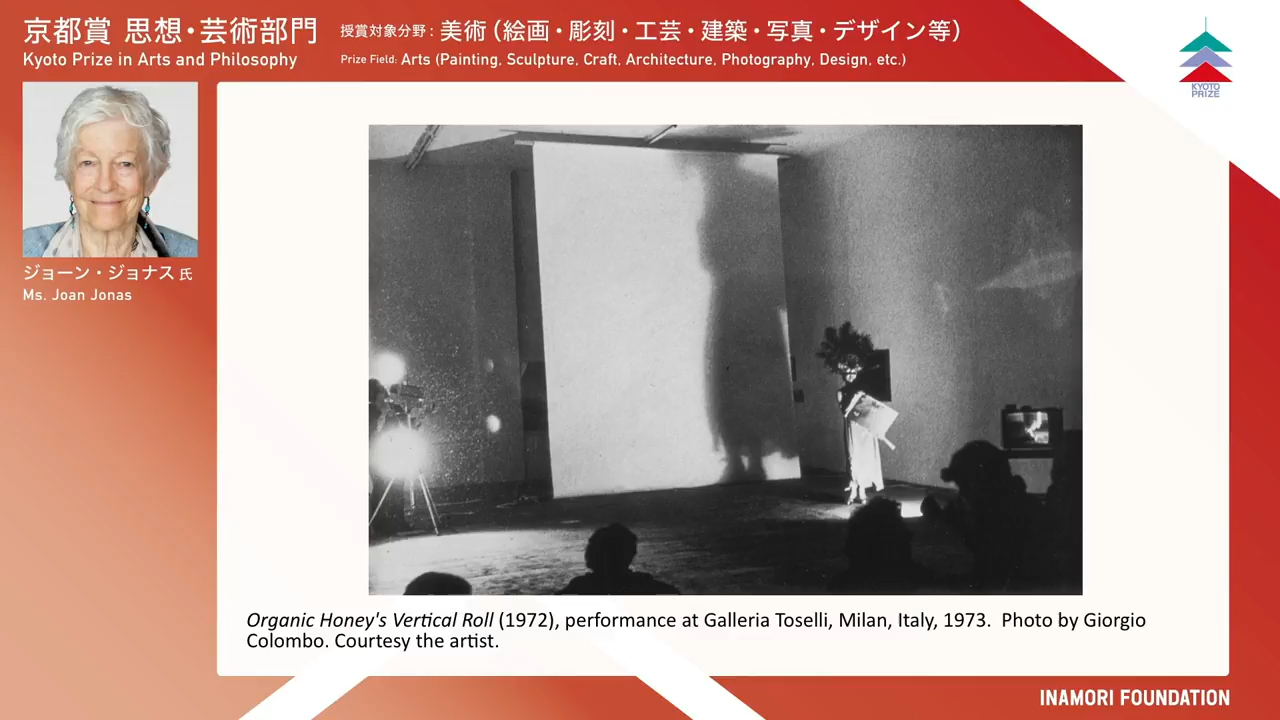 京都賞 思想・芸術部門
Kyoto Prize in Arts and Philosophy
授賞対象分野：美術（絵画・彫刻・工芸・建築・写真・デザイン等）
Prize Field: Arts (Painting, Sculpture, Craft, Architecture, Photography, Design, etc.)
KYOTO
PRIZE
ジョーン・ジョナス 氏
Ms. Joan Jonas
Organic Honey's Vertical Roll (1972), performance at Galleria Toselli, Milan, Italy, 1973.  Photo by Giorgio
Colombo. Courtesy the artist.
INAMORI FOUNDATION